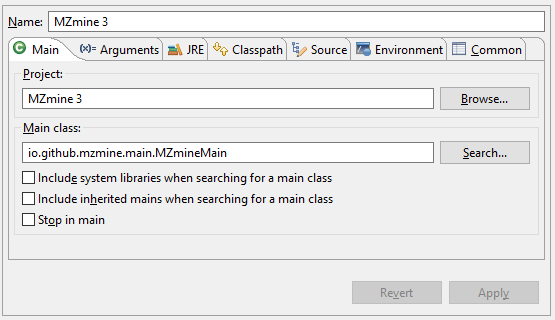 Name: MZmine 3
Main (x)= Arguments JRE Classpath Source Environment Common
Project:
MZmine 3 Browse...
Main class:
io.github.mzmine.main.MZmineMain Search...
Include system libraries when searching for a main class
Include inherited mains when searching for a main class
Stop in main
Revert Apply